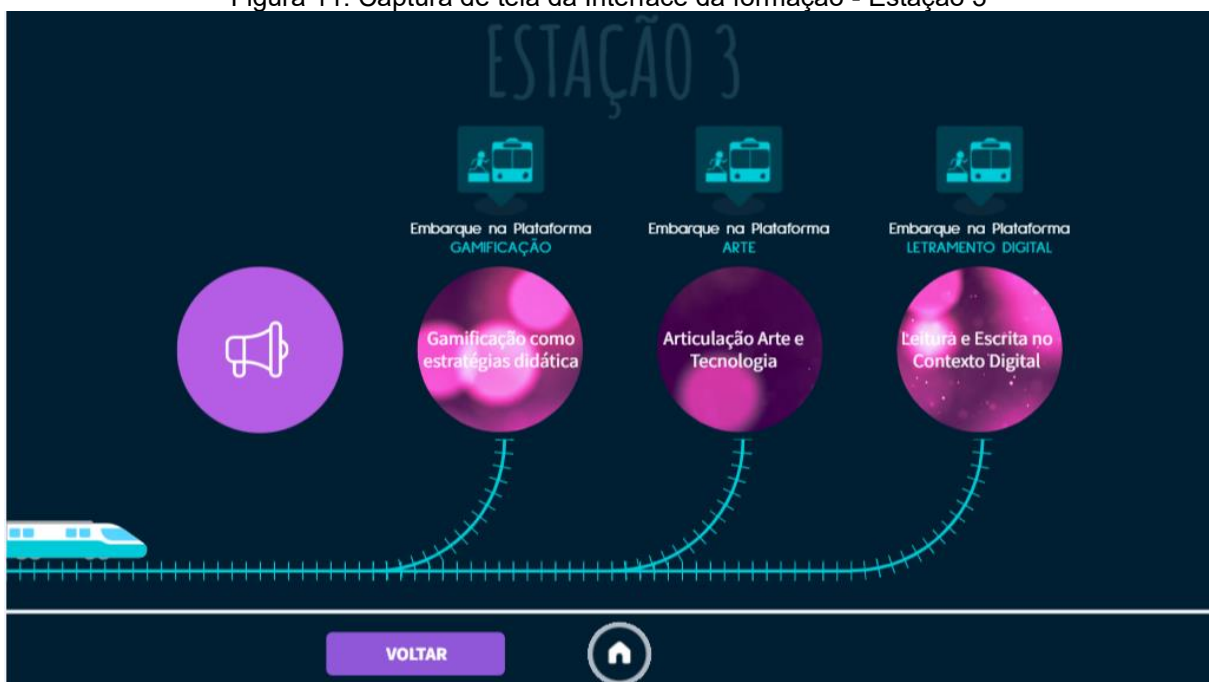 Figura 11: Captura de tela da Interface da formação - Estação 3
ESTAÇÃO 3
Embarque na Plataforma
GAMIFICAÇÃO
Embarque na Plataforma
ARTE
Embarque na Plataforma
LETRAMENTO DIGITAL
Gamificação como
estratégias didática
Articulação Arte e
Tecnologia
Leitura e Escrita no
Contexto Digital
VOLTAR